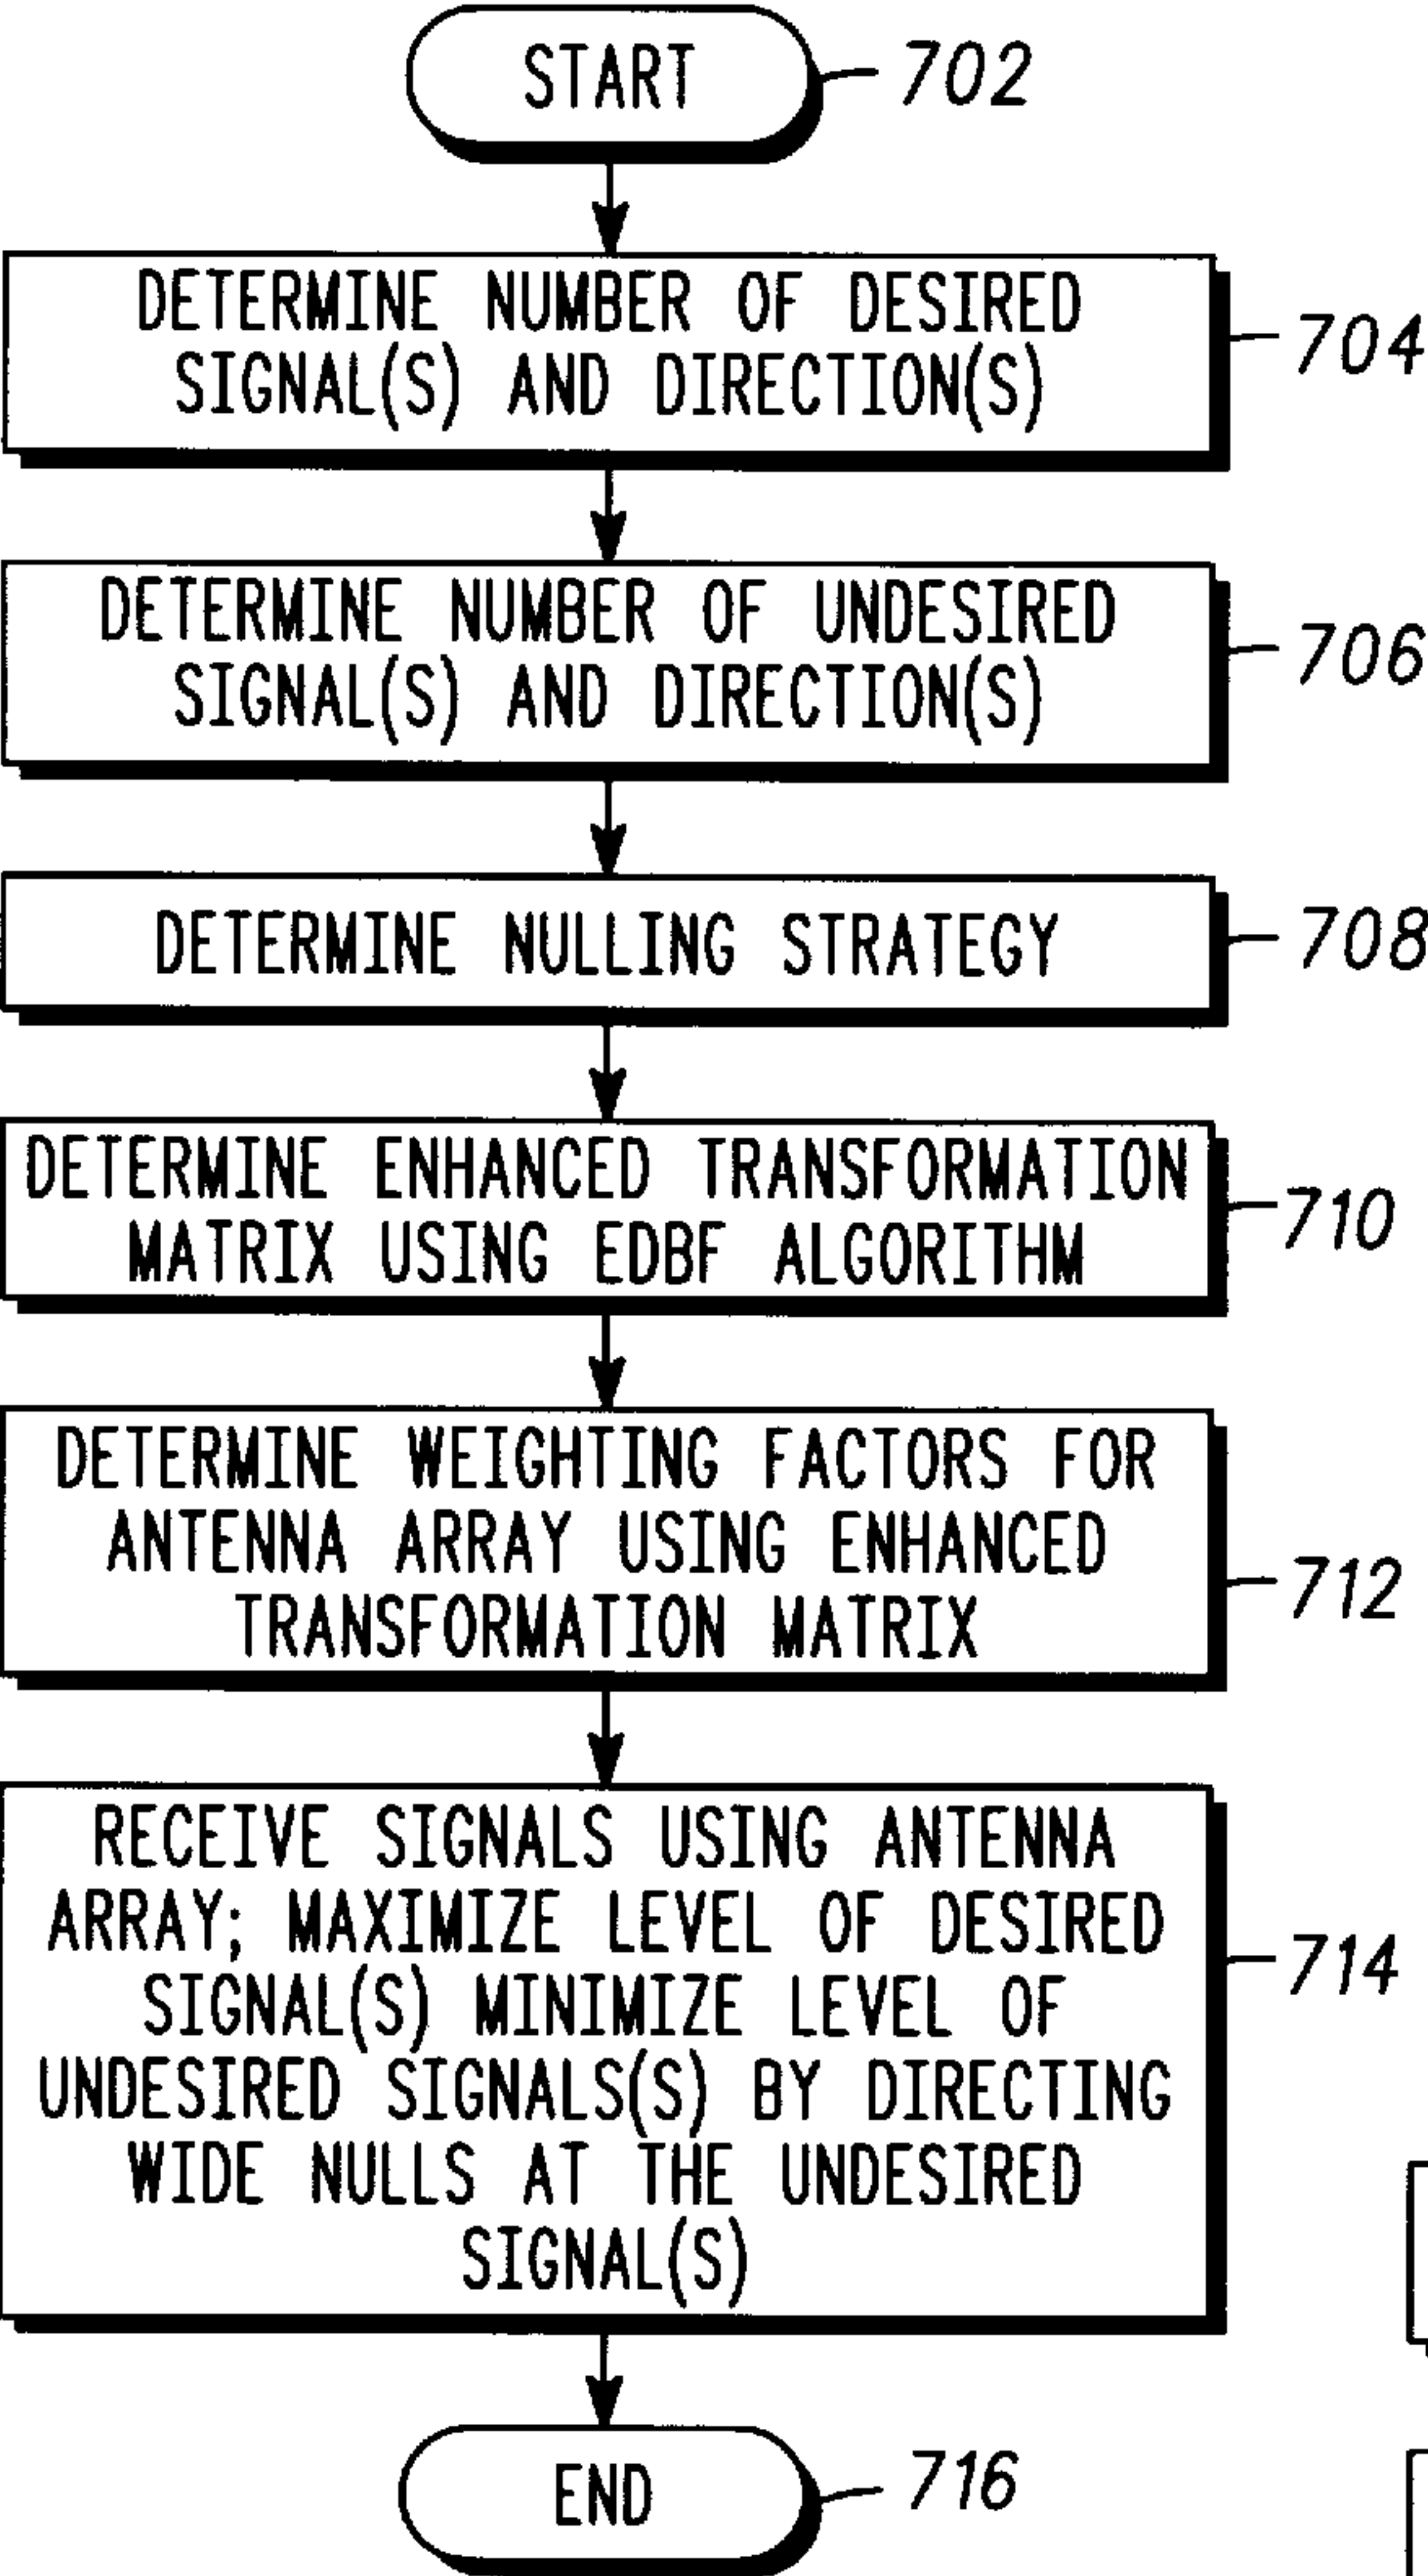 START
702
DETERMINE NUMBER OF DESIRED
SIGNAL(S) AND DIRECTION(S)
704
DETERMINE NUMBER OF UNDESIRED
SIGNAL(S) AND DIRECTION(S)
706
DETERMINE NULLING STRATEGY
708
DETERMINE ENHANCED TRANSFORMATION
MATRIX USING EDBF ALGORITHM
710
DETERMINE WEIGHTING FACTORS FOR
ANTENNA ARRAY USING ENHANCED
TRANSFORMATION MATRIX
712
RECEIVE SIGNALS USING ANTENNA
ARRAY; MAXIMIZE LEVEL OF DESIRED
SIGNAL(S) MINIMIZE LEVEL OF
UNDESIRED SIGNALS(S) BY DIRECTING
WIDE NULLS AT THE UNDESIRED
SIGNAL(S)
714
END
716